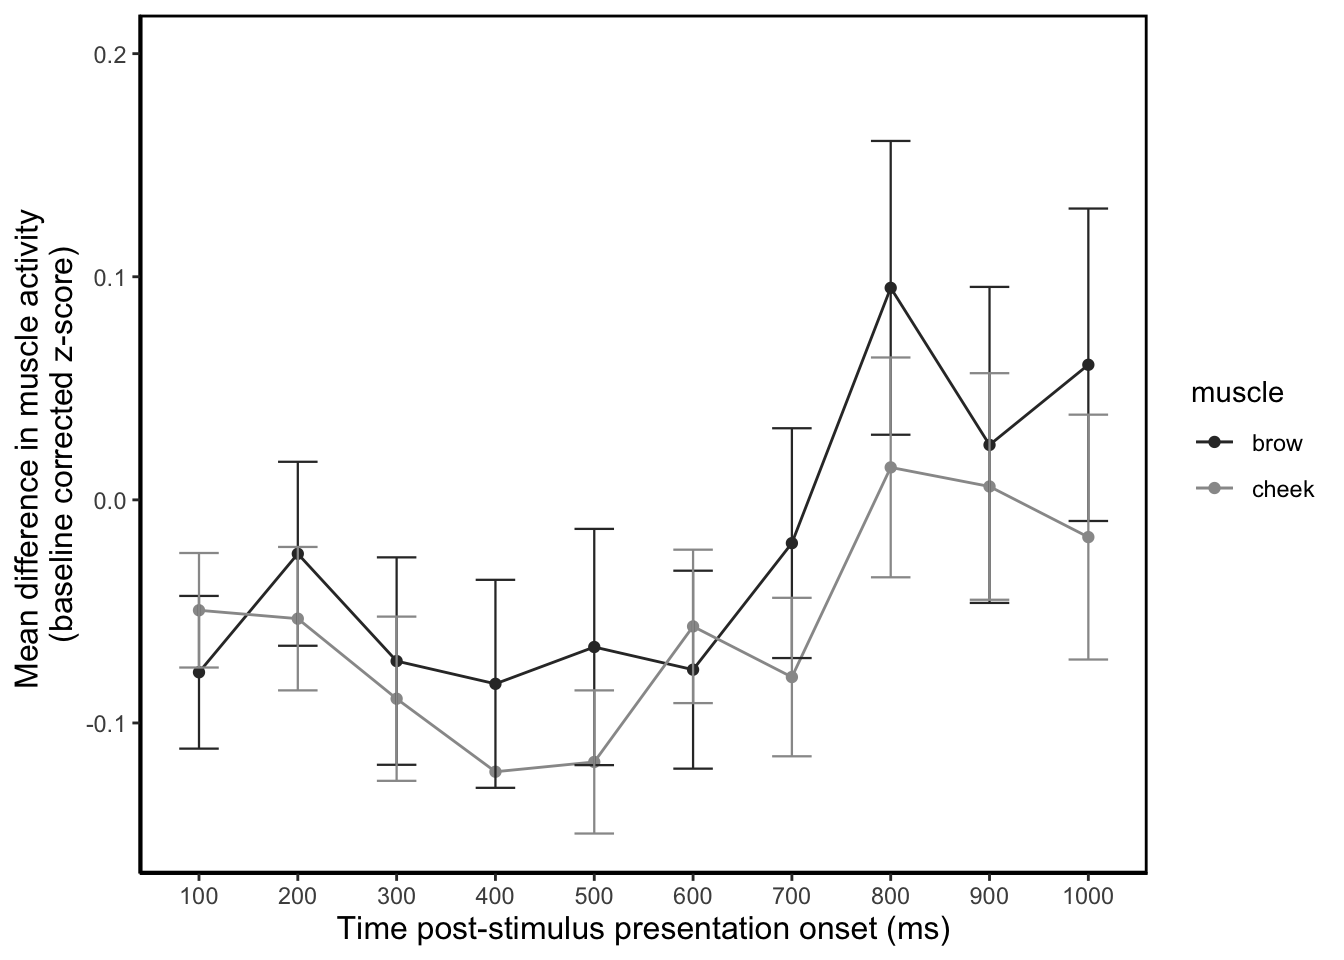 Mean difference in muscle activity
(baseline corrected z-score)
0.2
0.1
0.0
-0.1
100 200 300 400 500 600 700 800 900 1000
Time post-stimulus presentation onset (ms)
muscle
brow
cheek